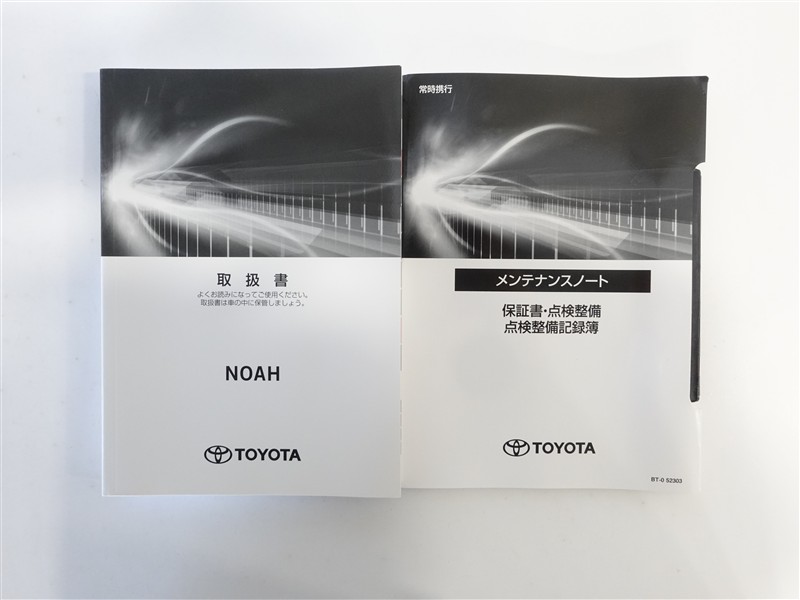 取扱書
よくお読みになってご使用ください。
取扱書は車の中に保管しましょう。
NOAH
TOYOTA
常時携行
メンテナンスノート
保証書・点検整備
点検整備記録簿
TOYOTA
BT-0 52303